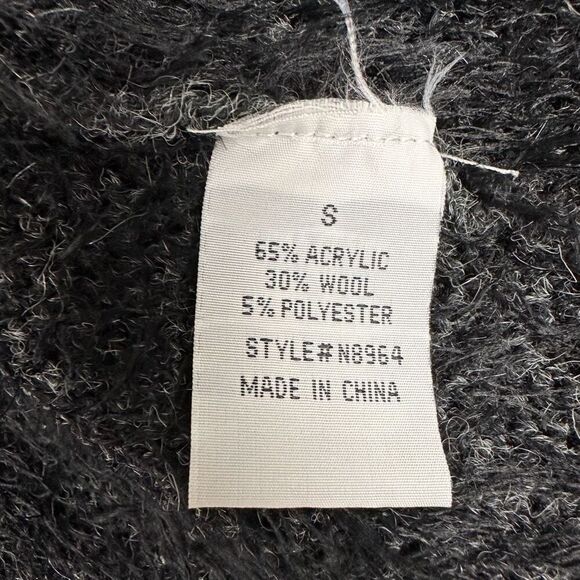 S
65% ACRYLIC
30% WOOL
5% POLYESTER
STYLE# N8964
MADE IN CHINA